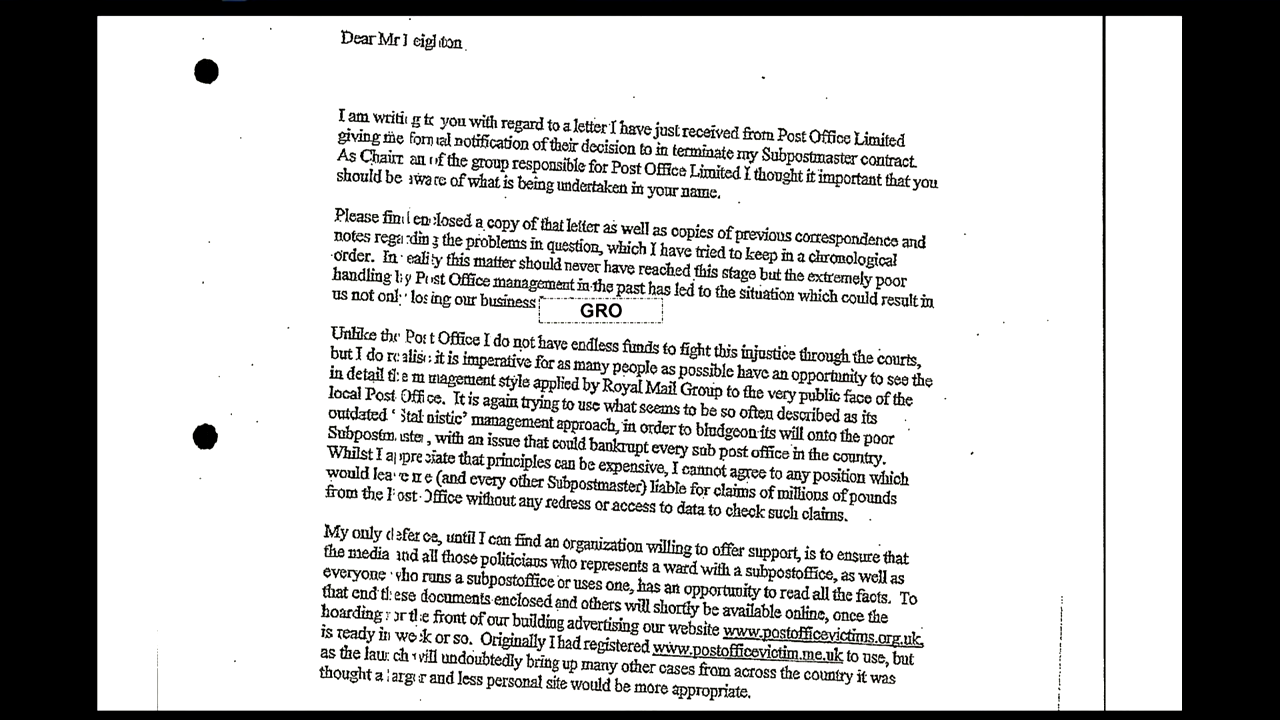 Dear Mr Leighton
I am writing to you with regard to a letter I have just received from Post Office Limited
giving me formal notification of their decision to in terminate my Subpostmaster contract.
As Chairman of the group responsible for Post Office Limited I thought it important that you
should be aware of what is being undertaken in your name.
Please find enclosed a copy of that letter as well as copies of previous correspondence and
notes regarding the problems in question, which I have tried to keep in a chronological
order. In reality this matter should never have reached this stage but the extremely poor
handling by Post Office management in the past has led to the situation which could result in
us not only losing our business
GRO
Unlike the Post Office I do not have endless funds to fight this injustice through the courts,
but I do realise it is imperative for as many people as possible have an opportunity to see the
in detail the management style applied by Royal Mail Group to the very public face of the
local Post Office. It is again trying to use what seems to be so often described as its
outdated 'Stalinistic' management approach, in order to bludgeon its will onto the poor
Subpostmaster, with an issue that could bankrupt every sub post office in the country.
Whilst I appreciate that principles can be expensive, I cannot agree to any position which
would leave me (and every other Subpostmaster) liable for claims of millions of pounds
from the Post Office without any redress or access to data to check such claims.
My only defence, until I can find an organization willing to offer support, is to ensure that
the media and all those politicians who represents a ward with a subpostoffice, as well as
everyone who runs a subpostoffice or uses one, has an opportunity to read all the facts. To
that end these documents enclosed and others will shortly be available online, once the
hoarding for the front of our building advertising our website www.postofficevictims.org.uk,
is ready in week or so. Originally I had registered www.postofficevictim.me.uk to use, but
as the launch will undoubtedly bring up many other cases from across the country it was
thought a larger and less personal site would be more appropriate.